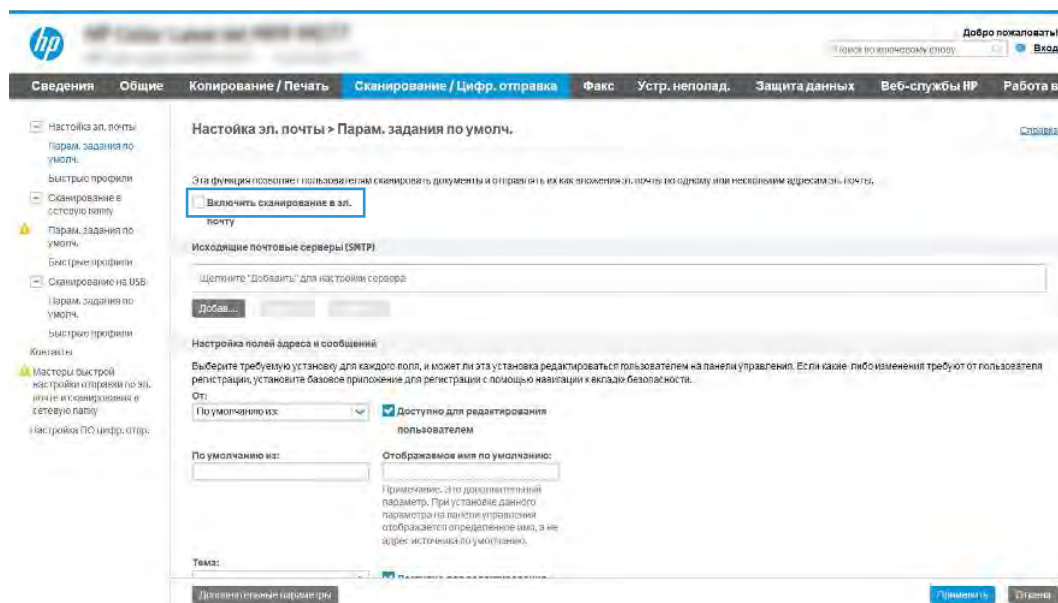 hp
Добро пожаловать!
Поиск по ключевому слову
Вход
Сведения Общие Копирование / Печать Сканирование / Цифр. отправка Факс Устр. неполад. Защита данных Веб-службы HP Работа в
Настойка эл. почты
Парам. задания по
умолч.
Быстрые профили
Сканирование в
сетевую папку
Парам. задания по
умолч.
Быстрые профили
Сканирование на USB
Парам. задания по
умолч.
Быстрые профили
Контакты
Мастеры быстрой
настройки отправки по эл.
почте и сканирования в
сетевую папку
Настройка ПО цифр. отпр.
Настойка эл. почты > Парам. задания по умолч.
Справка
Эта функция позволяет пользователям сканировать документы и отправлять их как вложения эл. почты по одному или нескольким адресам эл. почты.
Включить сканирование в эл.
почту
Исходящие почтовые серверы (SMTP)
Щелкните "Добавить" для настройки сервера
Добав...
Настройка полей адреса и сообщений
Выберите требуемую установку для каждого поля, и может ли эта установка редактироваться пользователем на панели управления. Если какие-либо изменения требуют от пользователя
регистрации, установите базовое приложение для регистрации с помощью навигации к вкладке безопасности.
От:
По умолчанию из:
Доступно для редактирования
пользователем
По умолчанию из:
Отображаемое имя по умолчанию:
Примечание. Это дополнительный
параметр. При установке данного
параметра на панели управления
отображается определенное имя, а не
адрес источника по умолчанию.
Тема:
Дополнительные параметры
Применить
Отмена